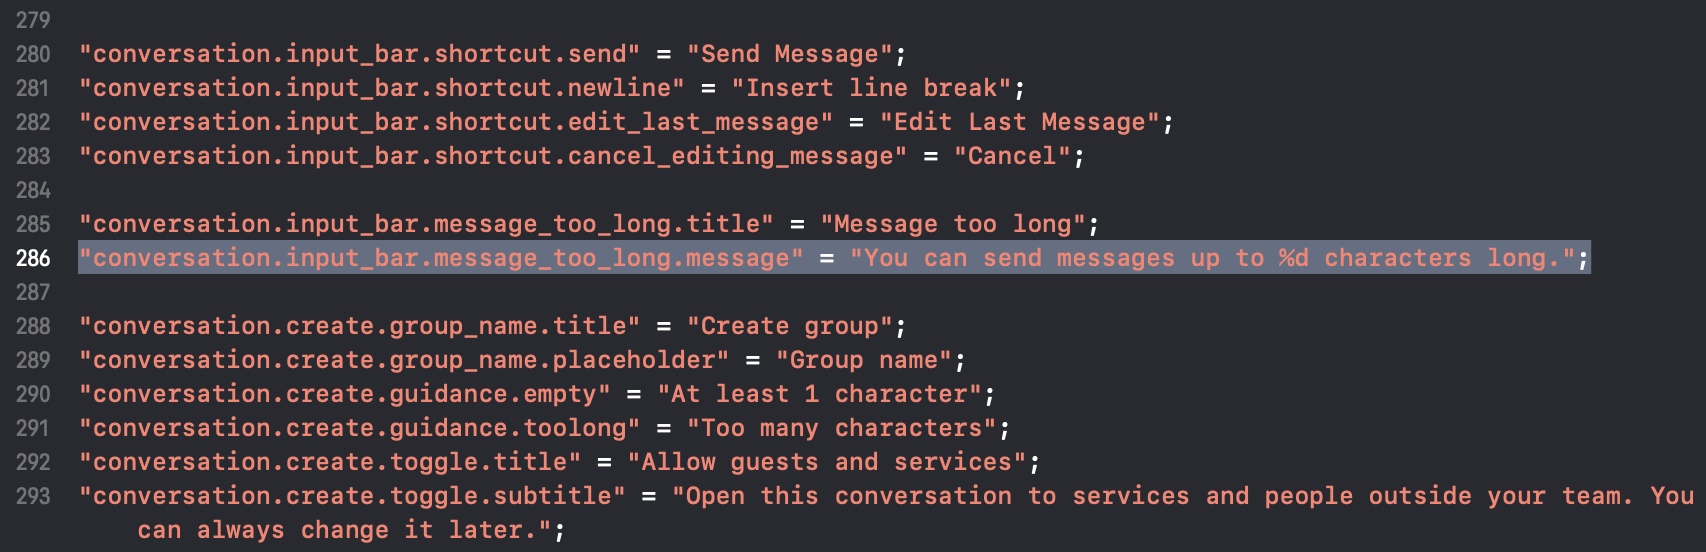 279
280 "conversation.input_bar.shortcut.send" = "Send Message";
281 "conversation.input_bar.shortcut.newline" = "Insert line break";
282 "conversation.input_bar.shortcut.edit_last_message" = "Edit Last Message";
283 "conversation.input_bar.shortcut.cancel_editing_message" = "Cancel";
284
285 "conversation.input_bar.message_too_long.title" = "Message too long";
286 "conversation.input_bar.message_too_long.message" = "You can send messages up to %d characters long.";
287
288 "conversation.create.group_name.title" = "Create group";
289 "conversation.create.group_name.placeholder" = "Group name";
290 "conversation.create.guidance.empty" = "At least 1 character";
291 "conversation.create.guidance.toolong" = "Too many characters";
292 "conversation.create.toggle.title" = "Allow guests and services";
293 "conversation.create.toggle.subtitle" = "Open this conversation to services and people outside your team. You
can always change it later.";